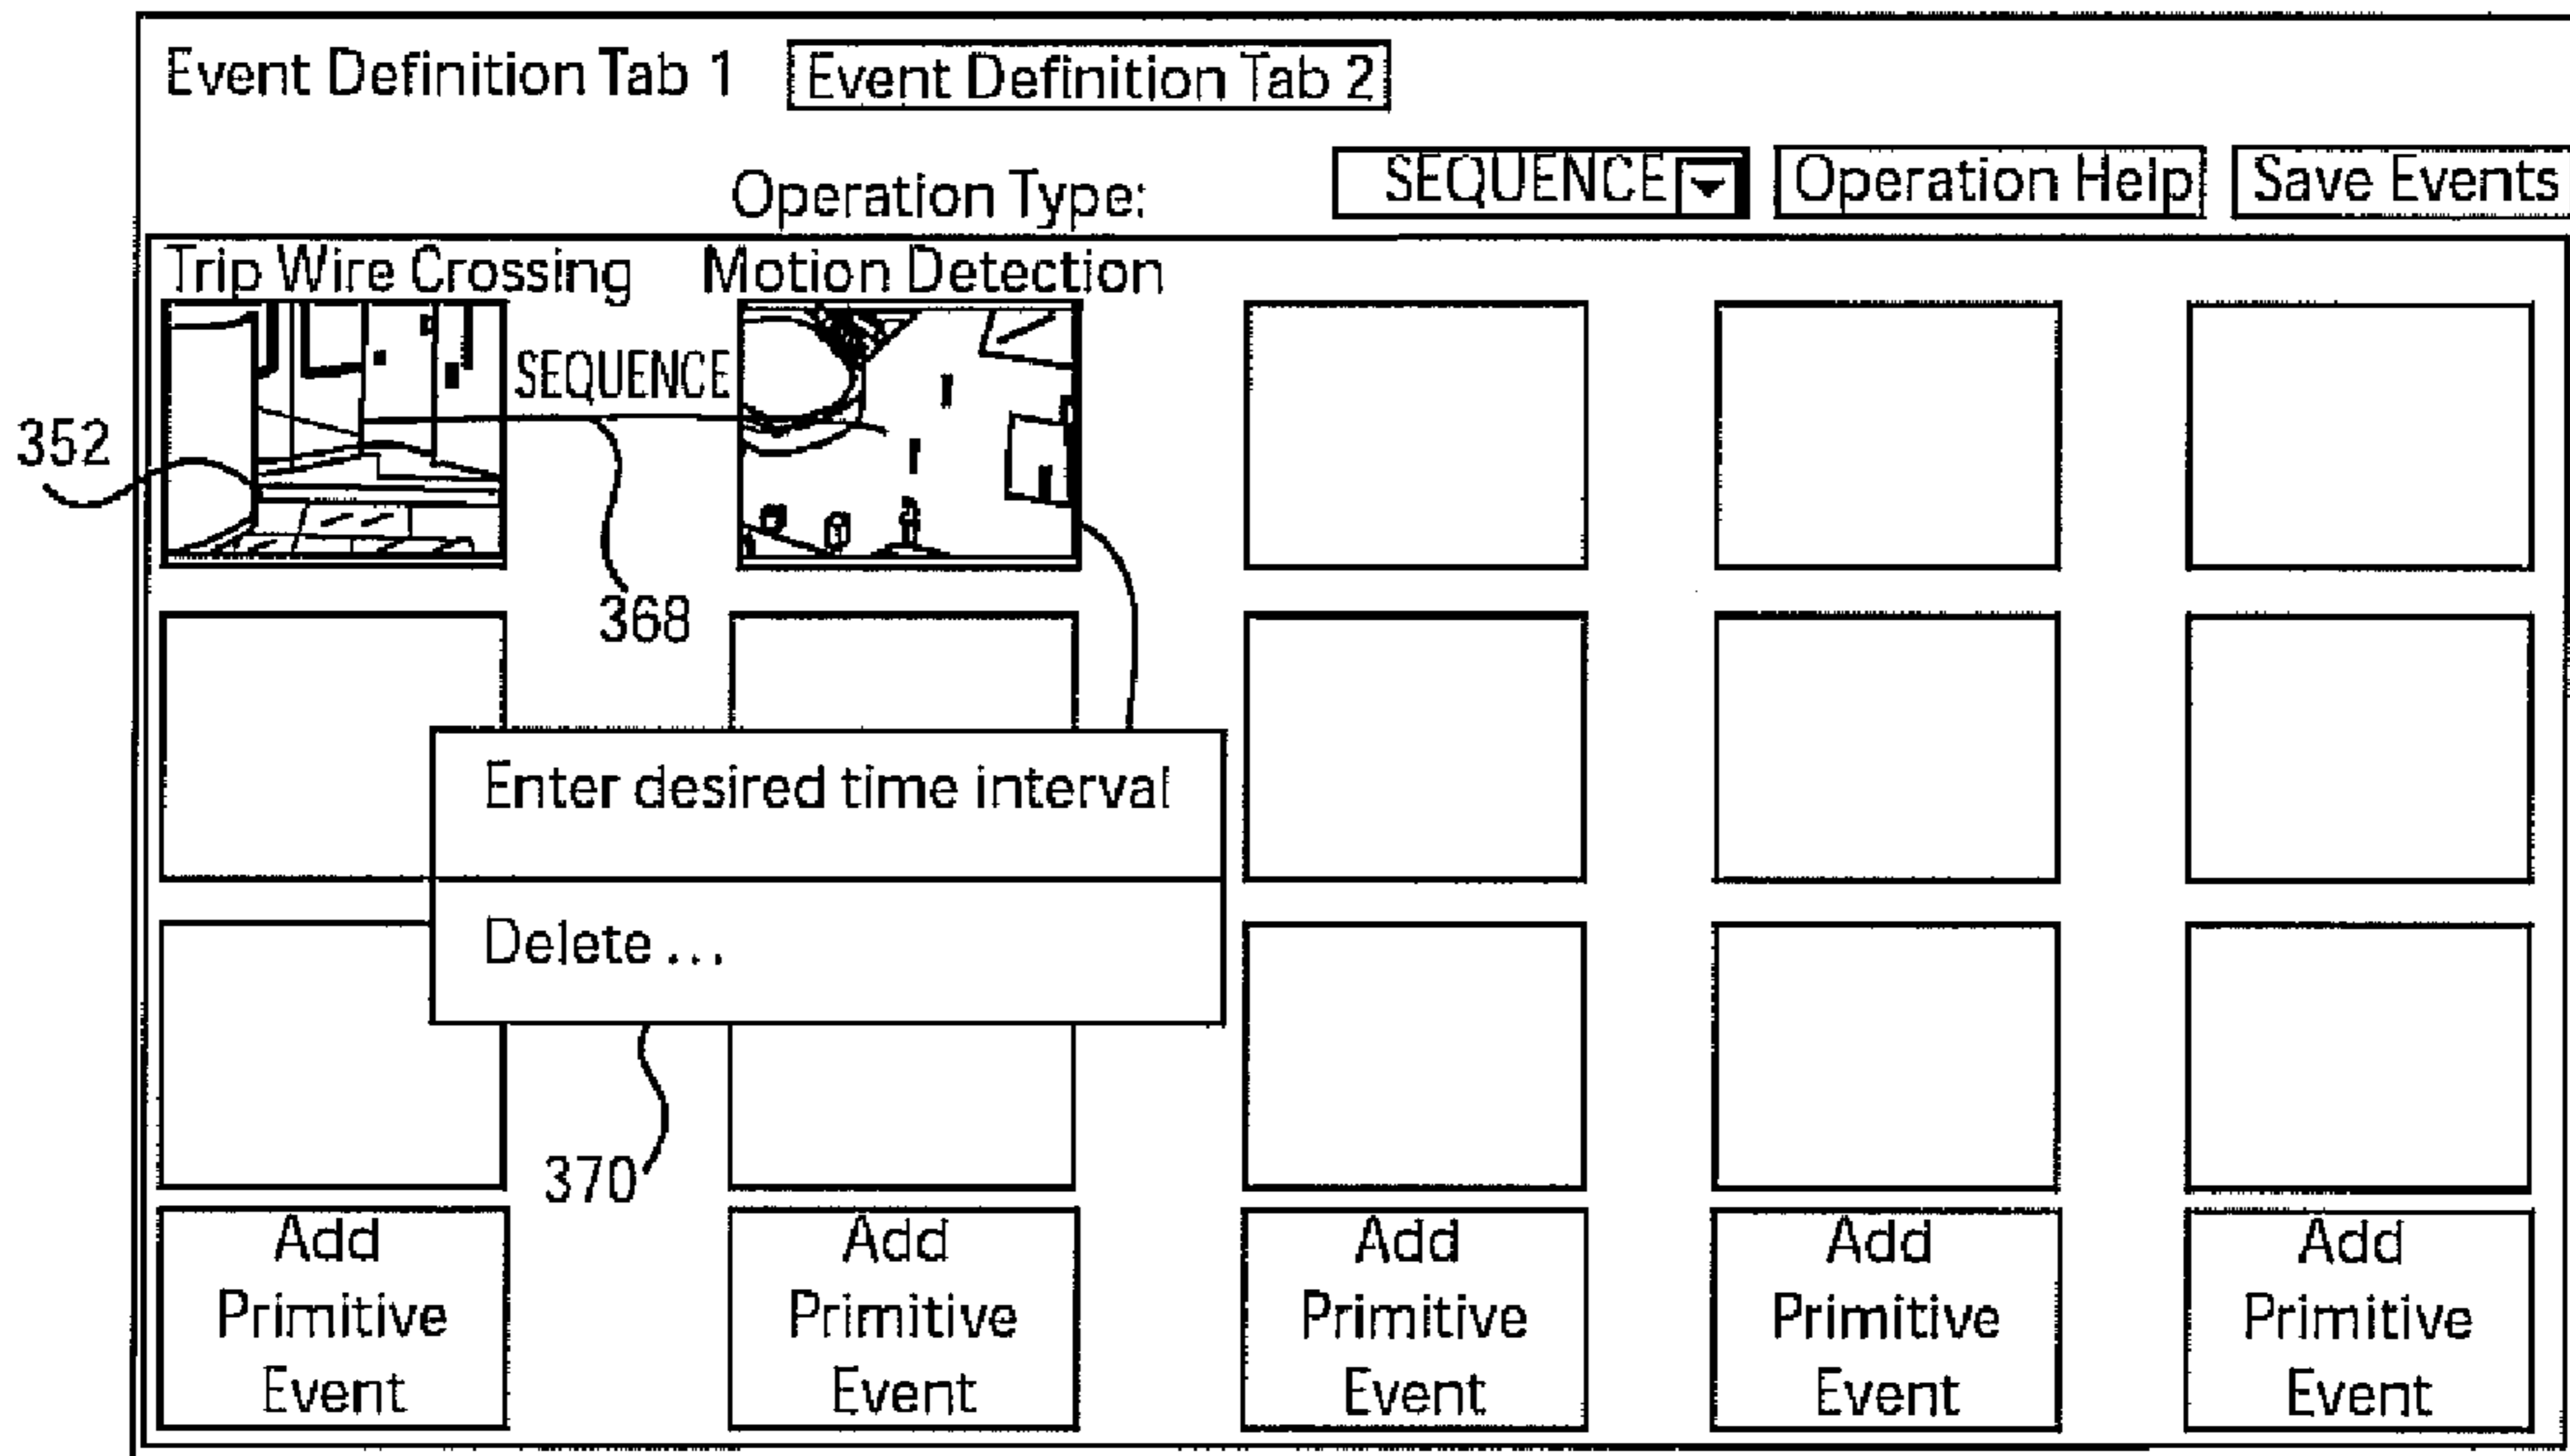 Event Definition Tab 1 Event Definition Tab 2
Operation Type: SEQUENCE Operation Help Save Events
Trip Wire Crossing Motion Detection
SEQUENCE
352
368
Enter desired time interval
Delete ...
370
Add Primitive Event
Add Primitive Event
Add Primitive Event
Add Primitive Event
Add Primitive Event